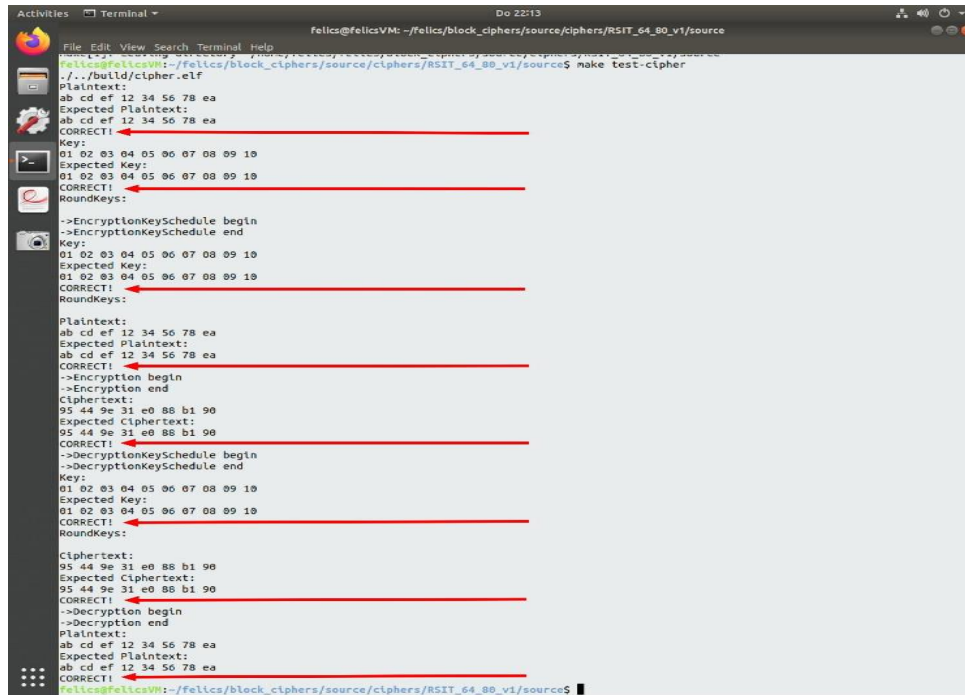 Activities Terminal Do 22:13
felics@felicsVM: ~/felics/block_ciphers/source/ciphers/RSIT_64_80_v1/source
File Edit View Search Terminal Help
felics@felicsVM:~/felics/block_ciphers/source/ciphers/RSIT_64_80_v1/source$ make test-cipher
./../build/cipher.elf
Plaintext:
ab cd ef 12 34 56 78 ea
Expected Plaintext:
ab cd ef 12 34 56 78 ea
CORRECT!
Key:
01 02 03 04 05 06 07 08 09 10
Expected Key:
01 02 03 04 05 06 07 08 09 10
CORRECT!
RoundKeys:
->EncryptionKeySchedule begin
->EncryptionKeySchedule end
Key:
01 02 03 04 05 06 07 08 09 10
Expected Key:
01 02 03 04 05 06 07 08 09 10
CORRECT!
RoundKeys:
Plaintext:
ab cd ef 12 34 56 78 ea
Expected Plaintext:
ab cd ef 12 34 56 78 ea
CORRECT!
->Encryption begin
->Encryption end
Ciphertext:
95 44 9e 31 e0 88 b1 90
Expected Ciphertext:
95 44 9e 31 e0 88 b1 90
CORRECT!
->DecryptionKeySchedule begin
->DecryptionKeySchedule end
Key:
01 02 03 04 05 06 07 08 09 10
Expected Key:
01 02 03 04 05 06 07 08 09 10
CORRECT!
RoundKeys:
Ciphertext:
95 44 9e 31 e0 88 b1 90
Expected Ciphertext:
95 44 9e 31 e0 88 b1 90
CORRECT!
->Decryption begin
->Decryption end
Plaintext:
ab cd ef 12 34 56 78 ea
Expected Plaintext:
ab cd ef 12 34 56 78 ea
CORRECT!
felics@felicsVM:~/felics/block_ciphers/source/ciphers/RSIT_64_80_v1/source$